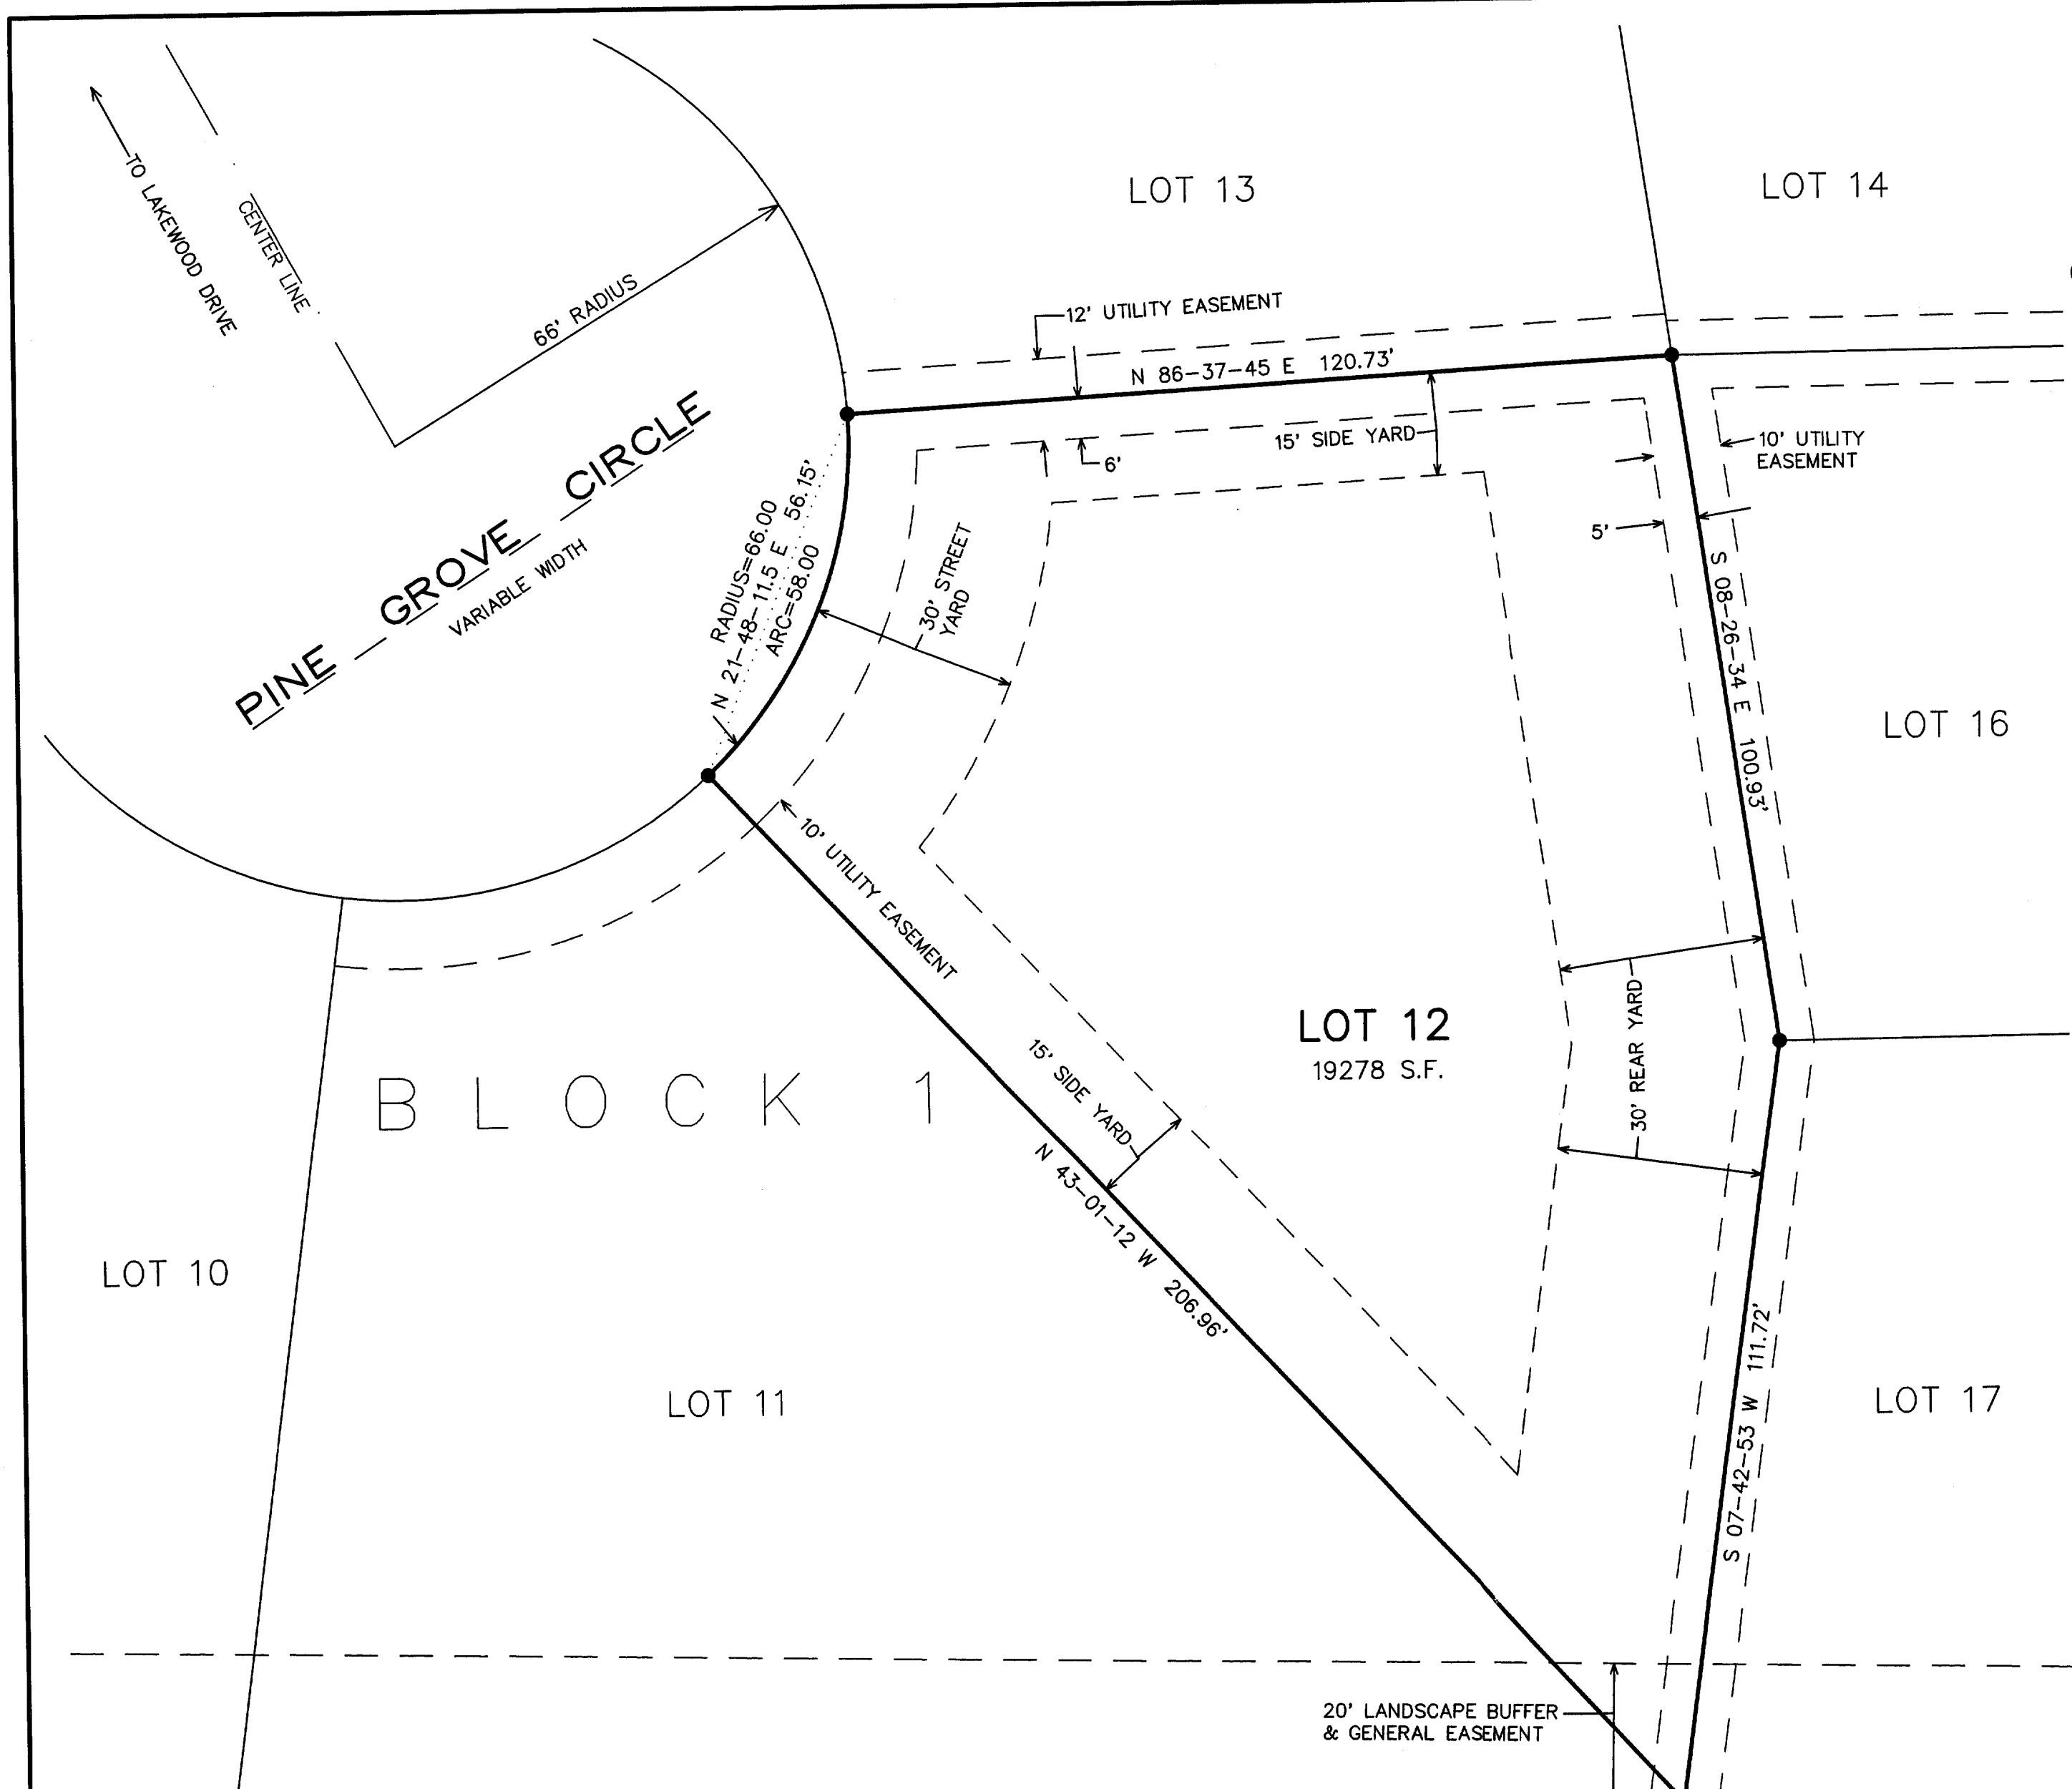 TO LAKEWOOD DRIVE
CENTER LINE
66' RADIUS
PINE GROVE CIRCLE
VARIABLE WIDTH
LOT 13
LOT 14
12' UTILITY EASEMENT
N 86-37-45 E 120.73'
15' SIDE YARD
6'
10' UTILITY
EASEMENT
5'
RADIUS=66.00
N 21-48-11.5 E 56.15'
ARC=58.00
30' STREET
YARD
S 08-26-34 E 100.93'
LOT 16
10' UTILITY EASEMENT
LOT 12
19278 S.F.
30' REAR YARD
15' SIDE YARD
BLOCK 1
N 43-01-12 W 206.96'
LOT 10
LOT 11
S 07-42-53 W 111.72'
LOT 17
20' LANDSCAPE BUFFER
& GENERAL EASEMENT